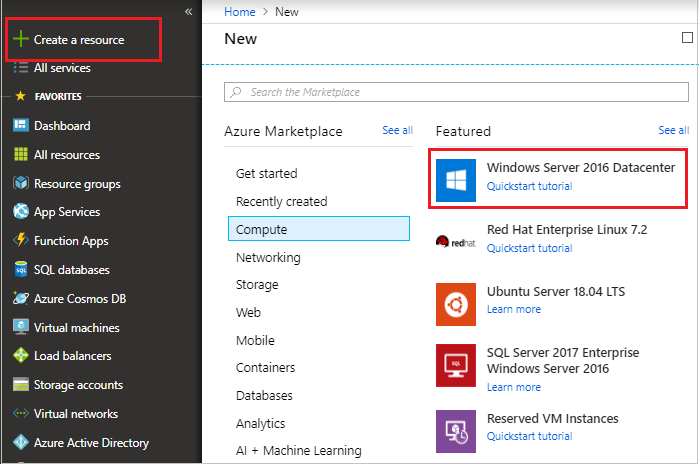 «
Create a resource
All services
FAVORITES
Dashboard
All resources
Resource groups
App Services
Function Apps
SQL databases
Azure Cosmos DB
Virtual machines
Load balancers
Storage accounts
Virtual networks
Azure Active Directory
Home > New
New
Search the Marketplace
Azure Marketplace See all
Get started
Recently created
Compute
Networking
Storage
Web
Mobile
Containers
Databases
Analytics
AI + Machine Learning
Featured See all
Windows Server 2016 Datacenter
Quickstart tutorial
redhat
Red Hat Enterprise Linux 7.2
Quickstart tutorial
Ubuntu Server 18.04 LTS
Learn more
SQL
SQL Server 2017 Enterprise
Windows Server 2016
Learn more
Reserved VM Instances
Quickstart tutorial